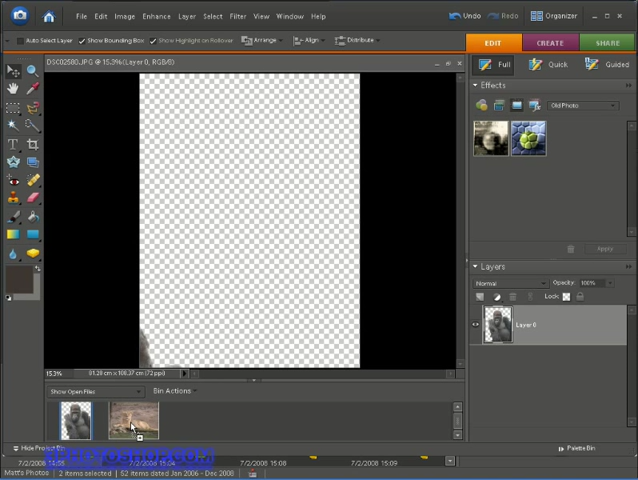 File Edit Image Enhance Layer Select Filter View Window Help
Undo Redo Organizer
Auto Select Layer Show Bounding Box Show Highlight on Rollover Arrange Align Distribute
EDIT CREATE SHARE
DSC02580.JPG @ 15.3% (Layer 0, RGB/8)
Full Quick Guided
Effects
Old Photo
Apply
Layers
Normal Opacity: 100%
Lock:
Layer 0
15.3%
Show Open Files Bin Actions
Hide Project Bin
Palette Bin
7/2/2008 15:08 7/2/2008 15:09
Matt's Photos 2 items selected 52 items dated Jan 2006 - Dec 2008